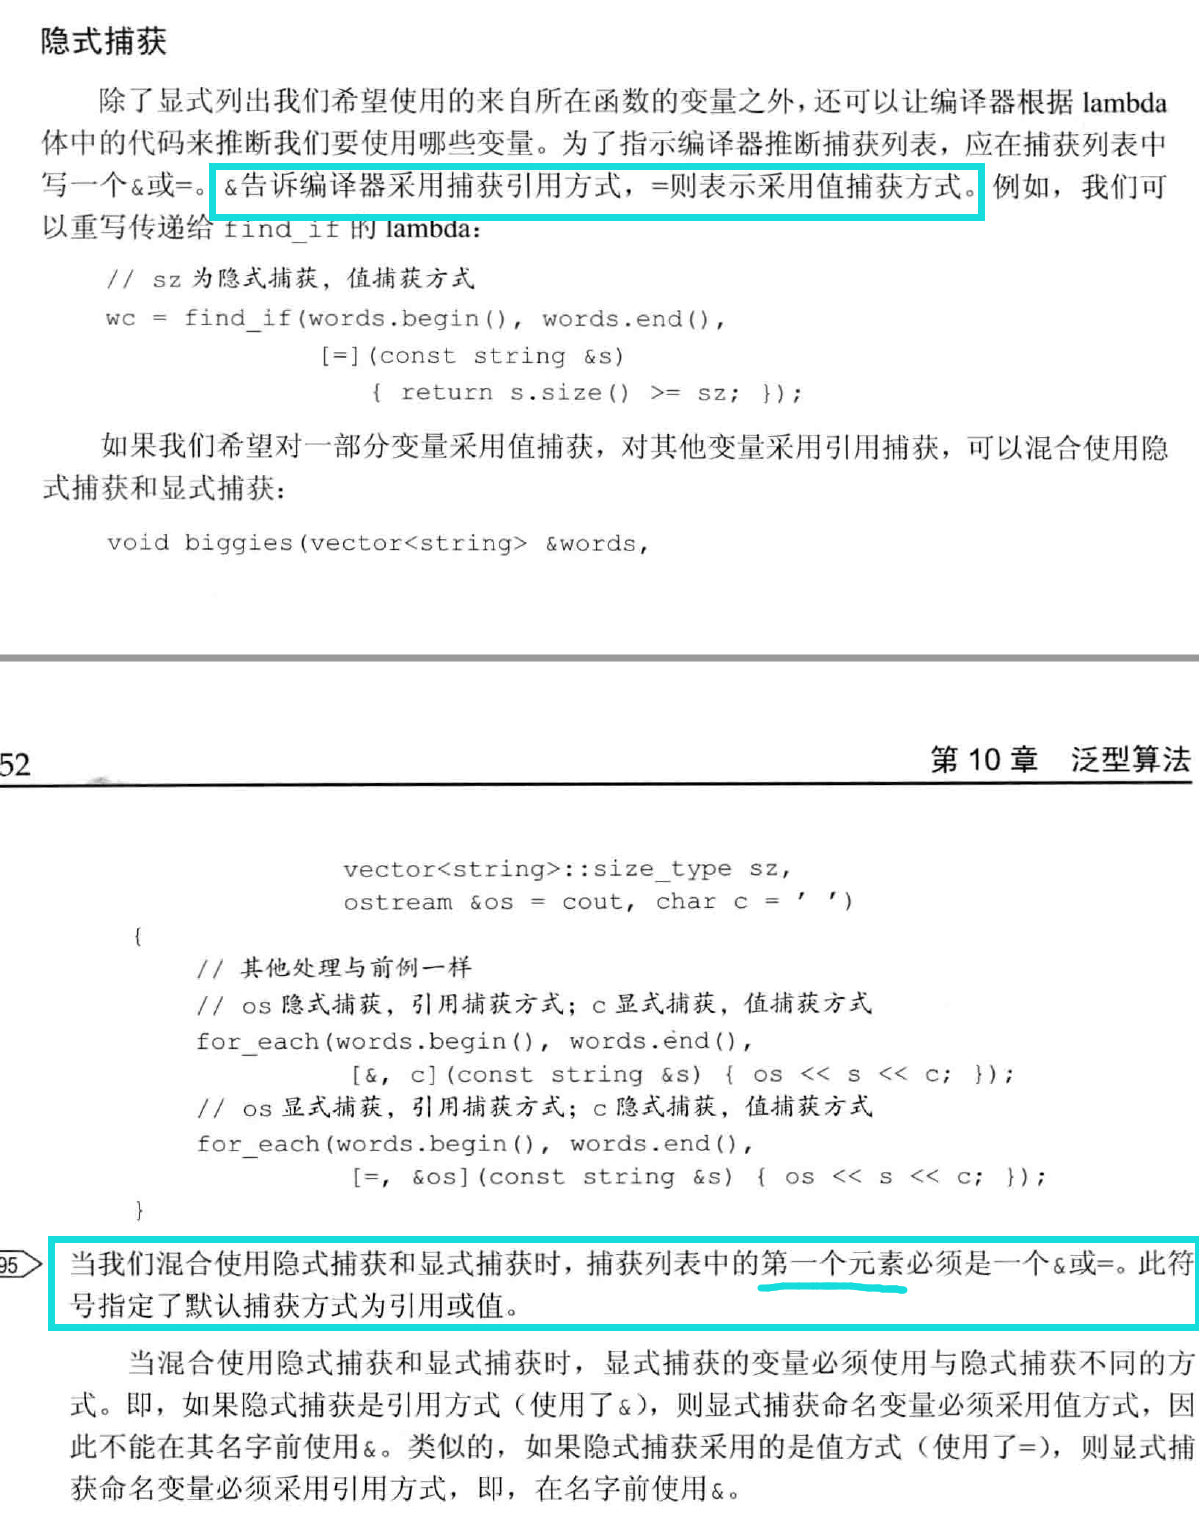 隐式捕获
除了显式列出我们希望使用的来自所在函数的变量之外，还可以让编译器根据 lambda
体中的代码来推断我们要使用哪些变量。为了指示编译器推断捕获列表，应在捕获列表中
写一个&或=。&告诉编译器采用捕获引用方式，=则表示采用值捕获方式。例如，我们可
以重写传递给 find_if 的 lambda：
// sz 为隐式捕获，值捕获方式
wc = find_if(words.begin(), words.end(),
[=](const string &s)
{ return s.size() >= sz; });
如果我们希望对一部分变量采用值捕获，对其他变量采用引用捕获，可以混合使用隐
式捕获和显式捕获：
void biggies(vector<string> &words,
52
第 10 章 泛型算法
vector<string>::size_type sz,
ostream &os = cout, char c = ' ')
{
// 其他处理与前例一样
// os 隐式捕获，引用捕获方式；c 显式捕获，值捕获方式
for_each(words.begin(), words.end(),
[&, c](const string &s) { os << s << c; });
// os 显式捕获，引用捕获方式；c 隐式捕获，值捕获方式
for_each(words.begin(), words.end(),
[=, &os](const string &s) { os << s << c; });
}
95
当我们混合使用隐式捕获和显式捕获时，捕获列表中的第一个元素必须是一个&或=。此符
号指定了默认捕获方式为引用或值。
当混合使用隐式捕获和显式捕获时，显式捕获的变量必须使用与隐式捕获不同的方
式。即，如果隐式捕获是引用方式（使用了&），则显式捕获命名变量必须采用值方式，因
此不能在其名字前使用&。类似的，如果隐式捕获采用的是值方式（使用了=），则显式捕
获命名变量必须采用引用方式，即，在名字前使用&。